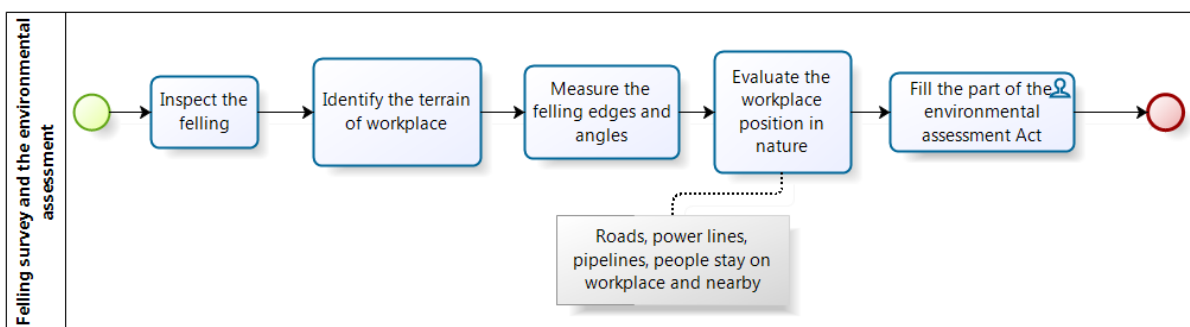 Felling survey and the environmental
assessment
Inspect the
felling
Identify the terrain
of workplace
Measure the
felling edges and
angles
Evaluate the
workplace
position in
nature
Fill the part of the
environmental
assessment Act
Roads, power lines,
pipelines, people stay on
workplace and nearby